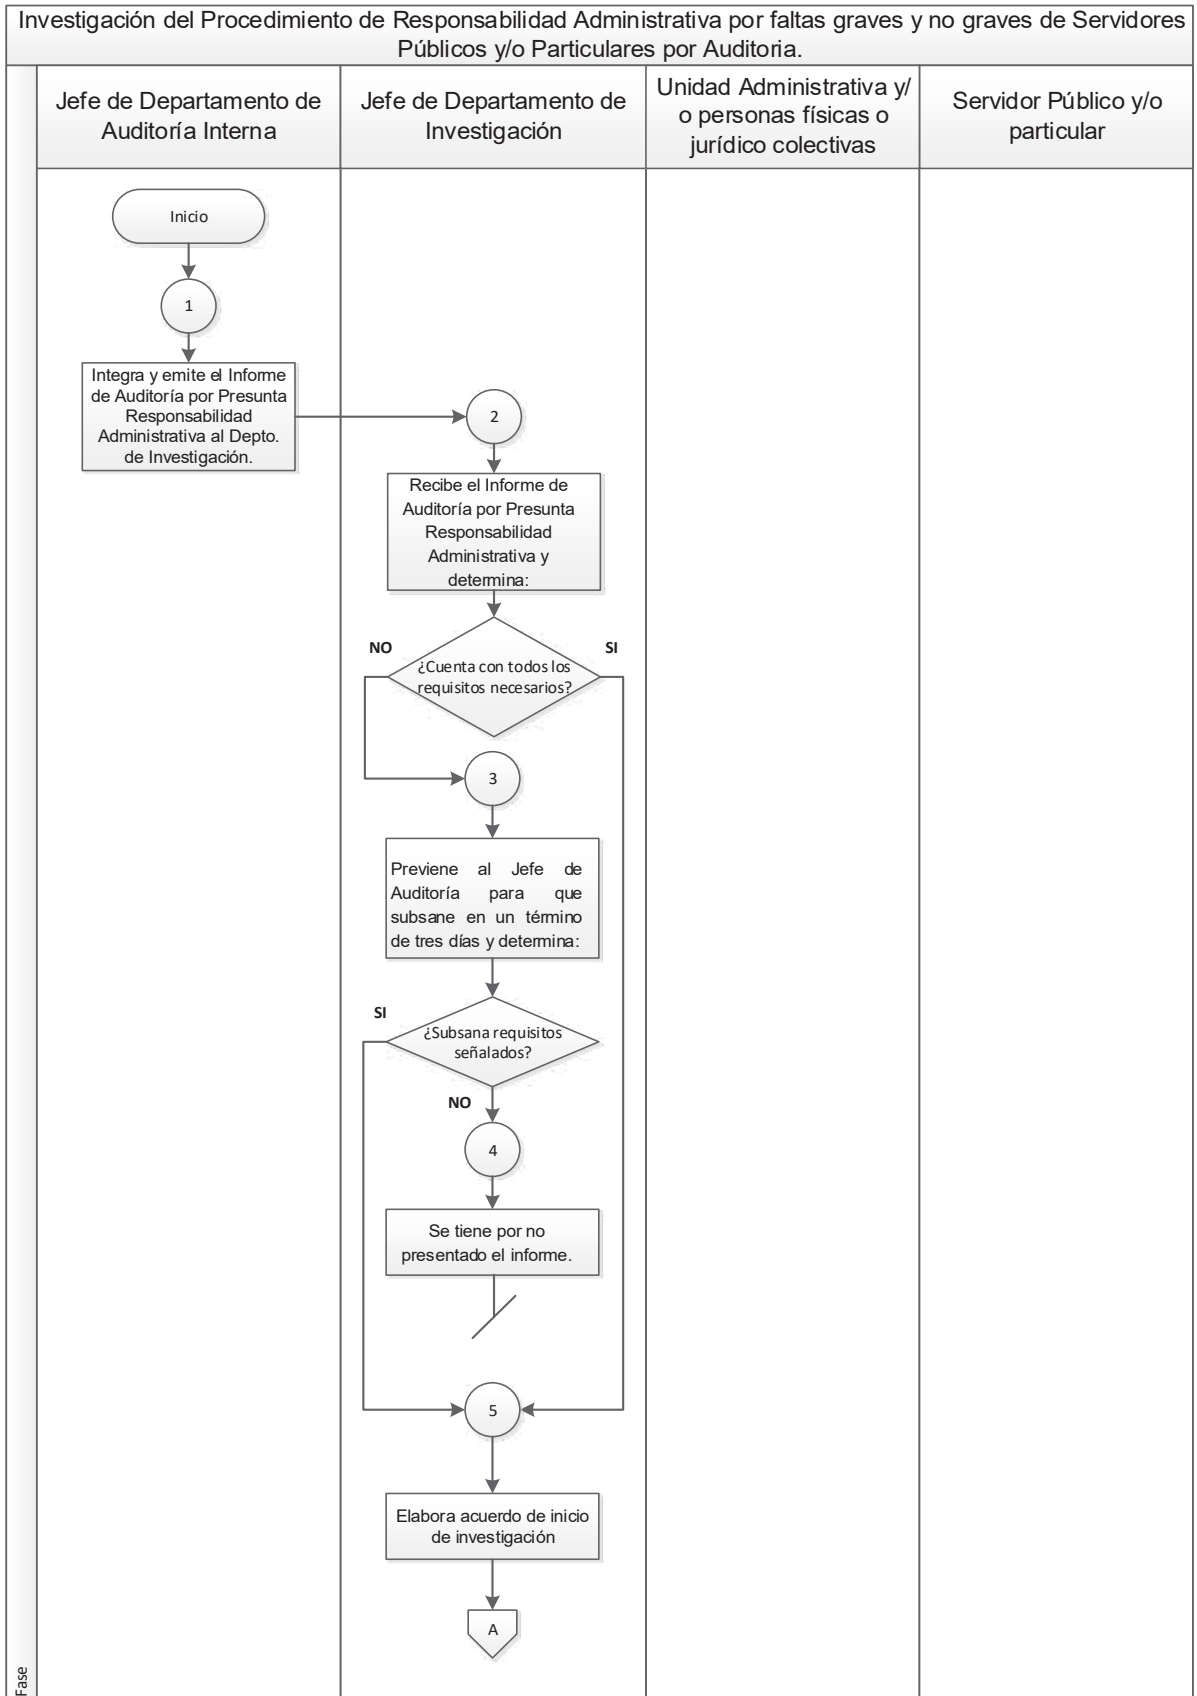 Investigación del Procedimiento de Responsabilidad Administrativa por faltas graves y no graves de Servidores
Públicos y/o Particulares por Auditoria.
Jefe de Departamento de
Auditoría Interna
Jefe de Departamento de
Investigación
Unidad Administrativa y/
o personas físicas o
jurídico colectivas
Servidor Público y/o
particular
Inicio
1
Integra y emite el Informe
de Auditoría por Presunta
Responsabilidad
Administrativa al Depto.
de Investigación.
2
Recibe el Informe de
Auditoría por Presunta
Responsabilidad
Administrativa y
determina:
NO
SI
¿Cuenta con todos los
requisitos necesarios?
3
Previene al Jefe de
Auditoría para que
subsane en un término
de tres días y determina:
SI
¿Subsana requisitos
señalados?
NO
4
Se tiene por no
presentado el informe.
5
Elabora acuerdo de inicio
de investigación
A
Fase